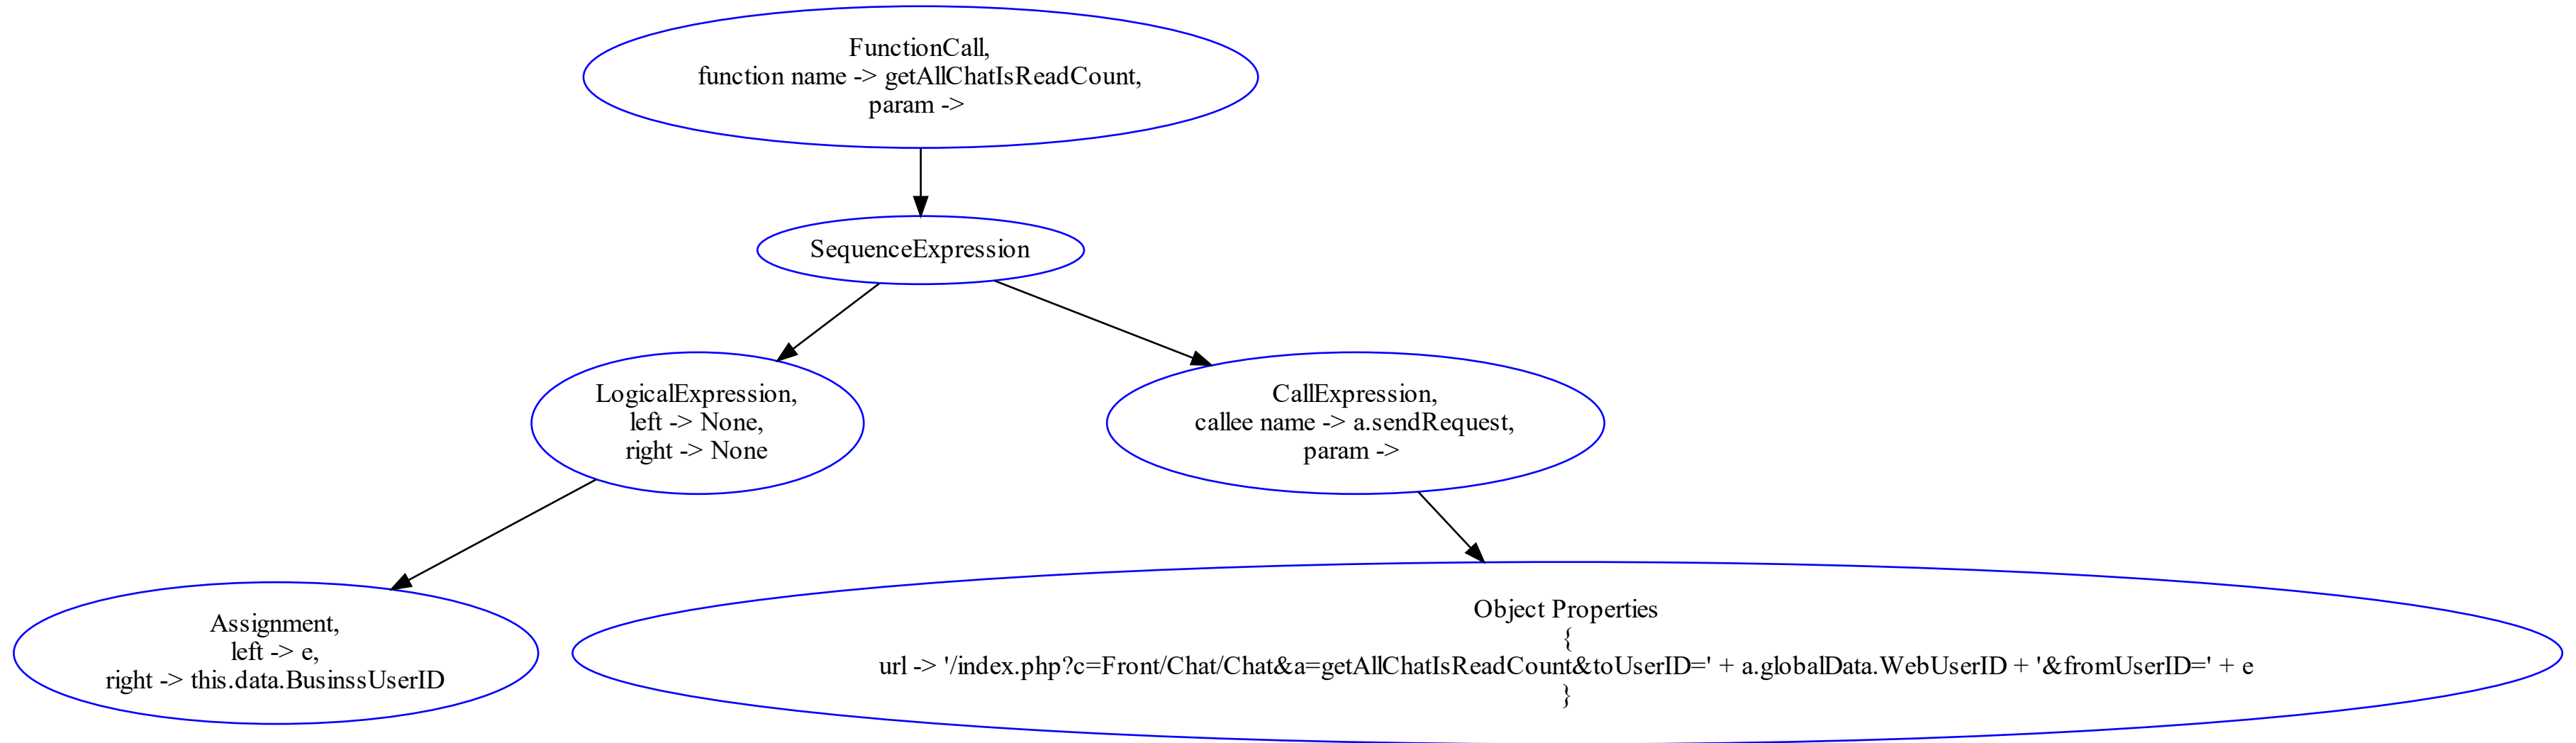 FunctionCall,
function name -> getAllChatIsReadCount,
param ->
SequenceExpression
LogicalExpression,
left -> None,
right -> None
CallExpression,
callee name -> a.sendRequest,
param ->
Assignment,
left -> e,
right -> this.data.BusinssUserID
Object Properties
{
url -> '/index.php?c=Front/Chat/Chat&a=getAllChatIsReadCount&toUserID=' + a.globalData.WebUserID + '&fromUserID=' + e
}